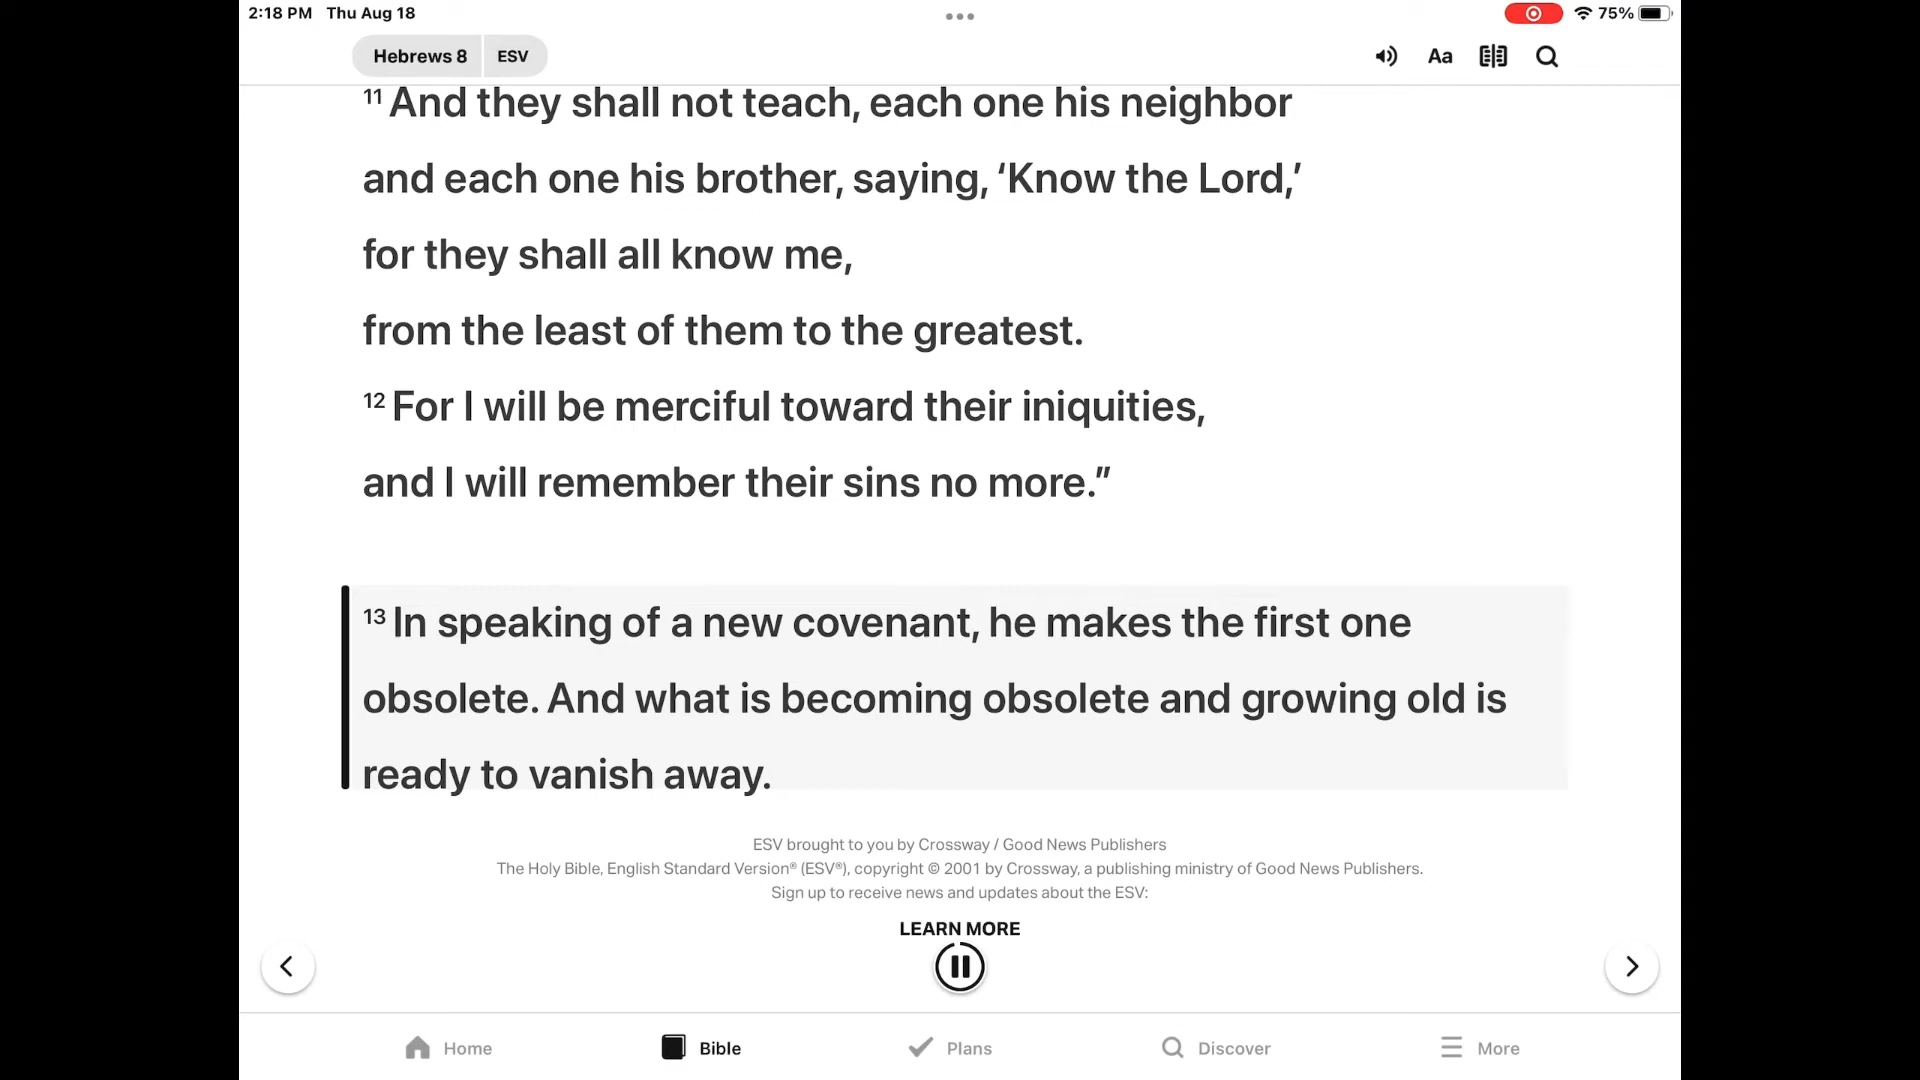 2:18 PM Thu Aug 18
75%
Hebrews 8 ESV
Aa
11 And they shall not teach, each one his neighbor
and each one his brother, saying, ‘Know the Lord,’
for they shall all know me,
from the least of them to the greatest.
12 For I will be merciful toward their iniquities,
and I will remember their sins no more.”
13 In speaking of a new covenant, he makes the first one
obsolete. And what is becoming obsolete and growing old is
ready to vanish away.
ESV brought to you by Crossway / Good News Publishers
The Holy Bible, English Standard Version® (ESV®), copyright © 2001 by Crossway, a publishing ministry of Good News Publishers.
Sign up to receive news and updates about the ESV:
LEARN MORE
Home Bible Plans Discover More